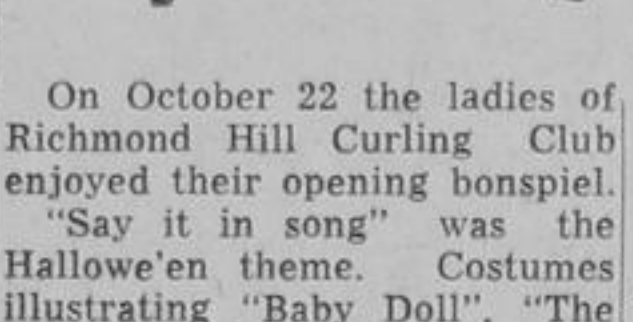 On October 22 the ladies of
Richmond Hill Curling Club
enjoyed their opening bonspiel.
"Say it in song" was the
Hallowe'en theme. Costumes
illustrating "Baby Doll", "The